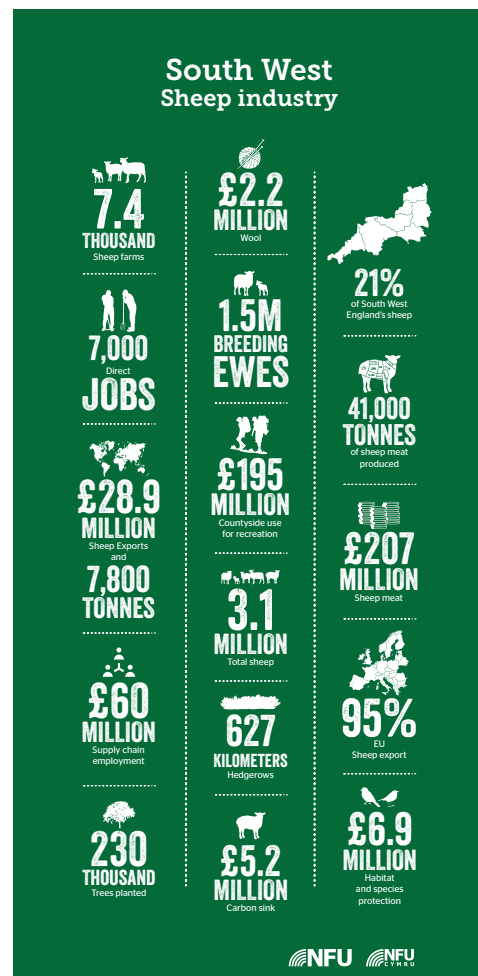 South West
Sheep industry
7.4
THOUSAND
Sheep farms
7,000
Direct
JOBS
£28.9
MILLION
Sheep Exports
and
7,800
TONNES
£60
MILLION
Supply chain
employment
230
THOUSAND
Trees planted
£2.2
MILLION
Wool
1.5M
BREEDING
EWES
£195
MILLION
Countryside use
for recreation
3.1
MILLION
Total sheep
627
KILOMETERS
Hedgerows
£5.2
MILLION
Carbon sink
21%
of South West
England's sheep
41,000
TONNES
of sheep meat
produced
£207
MILLION
Sheep meat
95%
EU
Sheep export
£6.9
MILLION
Habitat
and species
protection
NFU
NFU
CYMRU